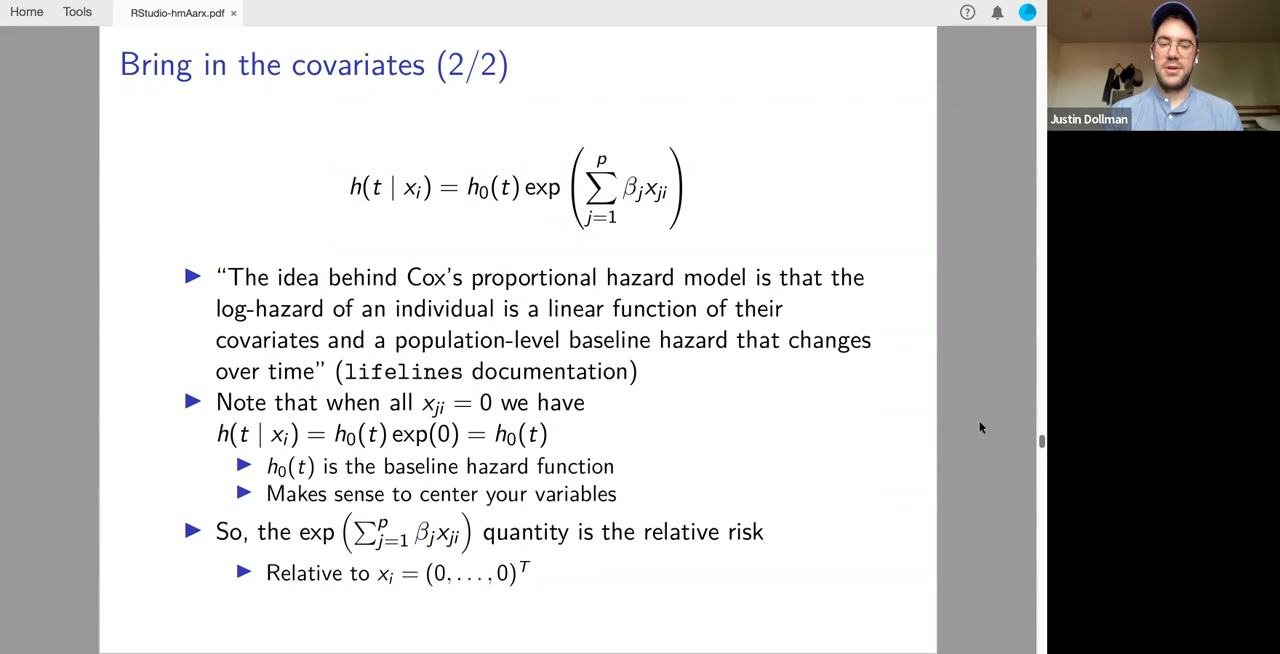 Home Tools RStudio-hmAarx.pdf ×
Bring in the covariates (2/2)
h(t | xᵢ) = h₀(t) exp (∑ⱼ₌₁ᵖ βⱼxⱼᵢ)
▶ “The idea behind Cox’s proportional hazard model is that the
log-hazard of an individual is a linear function of their
covariates and a population-level baseline hazard that changes
over time” (lifelines documentation)
▶ Note that when all xⱼᵢ = 0 we have
h(t | xᵢ) = h₀(t) exp(0) = h₀(t)
▶ h₀(t) is the baseline hazard function
▶ Makes sense to center your variables
▶ So, the exp (∑ⱼ₌₁ᵖ βⱼxⱼᵢ) quantity is the relative risk
▶ Relative to xᵢ = (0, . . . , 0)ᵀ
Justin Dollman